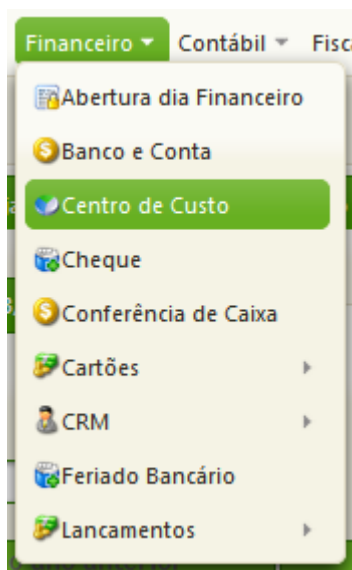 Financeiro Contábil Fisc
Abertura dia Financeiro
Banco e Conta
Centro de Custo
Cheque
Conferência de Caixa
Cartões
CRM
Feriado Bancário
Lancamentos